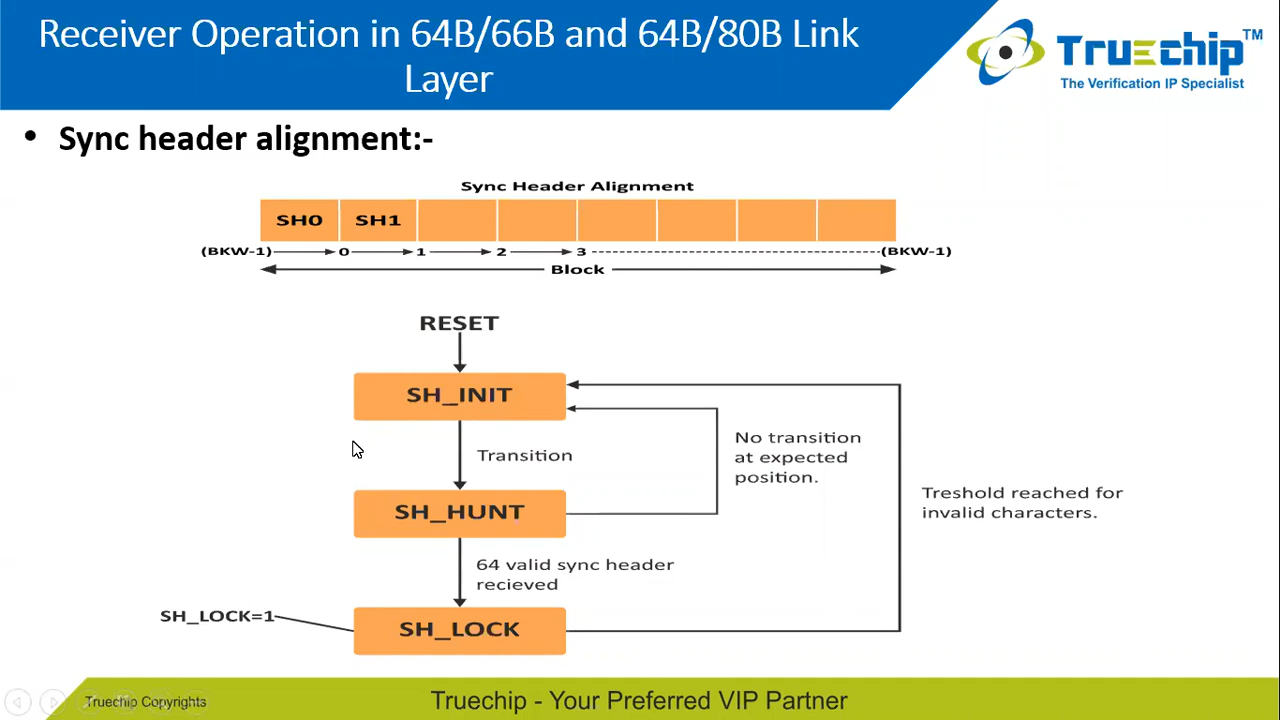 Receiver Operation in 64B/66B and 64B/80B Link
Layer
Truechip™
The Verification IP Specialist
• Sync header alignment:-
Sync Header Alignment
SH0 SH1
(BKW-1) 0 1 2 3 (BKW-1)
Block
RESET
SH_INIT
Transition
No transition
at expected
position.
SH_HUNT
Treshold reached for
invalid characters.
64 valid sync header
recieved
SH_LOCK=1
SH_LOCK
Truechip Copyrights
Truechip - Your Preferred VIP Partner